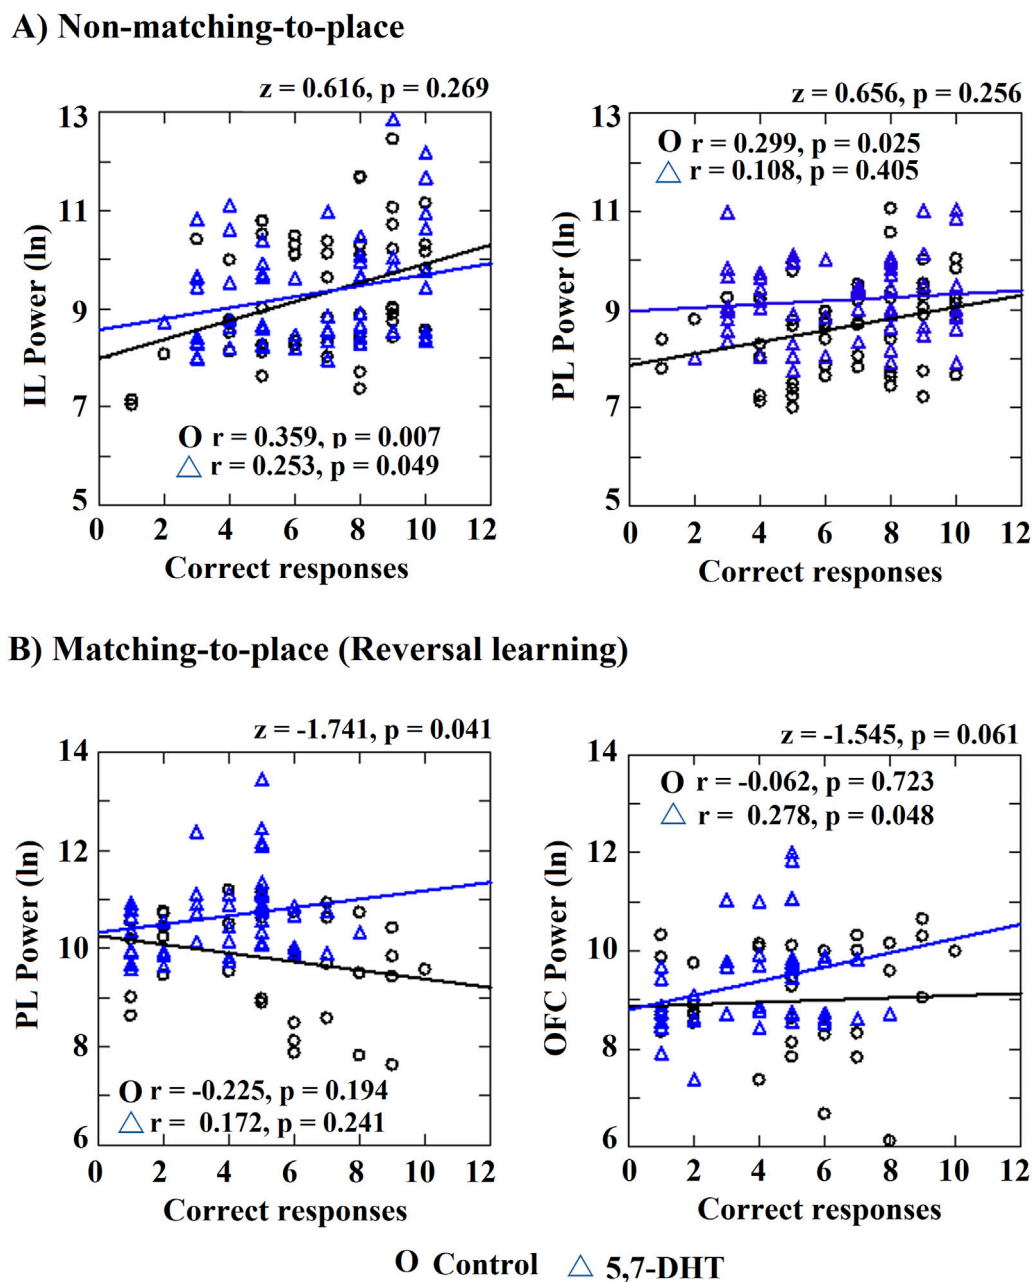 A) Non-matching-to-place
z = 0.616, p = 0.269
13
11
9
7
5
IL Power (ln)
O r = 0.359, p = 0.007
△ r = 0.253, p = 0.049
0 2 4 6 8 10 12
Correct responses
z = 0.656, p = 0.256
13
11
9
7
5
PL Power (ln)
O r = 0.299, p = 0.025
△ r = 0.108, p = 0.405
0 2 4 6 8 10 12
Correct responses
B) Matching-to-place (Reversal learning)
z = -1.741, p = 0.041
14
12
10
8
6
PL Power (ln)
O r = -0.225, p = 0.194
△ r = 0.172, p = 0.241
0 2 4 6 8 10 12
Correct responses
z = -1.545, p = 0.061
14
12
10
8
6
OFC Power (ln)
O r = -0.062, p = 0.723
△ r = 0.278, p = 0.048
0 2 4 6 8 10 12
Correct responses
O Control △ 5,7-DHT